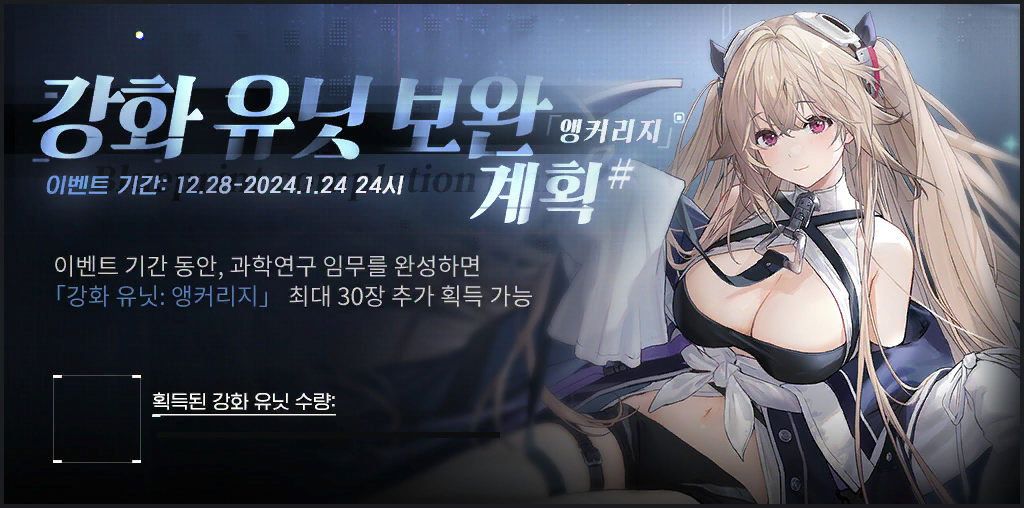 강화 유닛 보완 「앵커리지」
계획#
이벤트 기간: 12.28-2024.1.24 24시
이벤트 기간 동안, 과학연구 임무를 완성하면
「강화 유닛: 앵커리지」 최대 30장 추가 획득 가능
획득된 강화 유닛 수량: